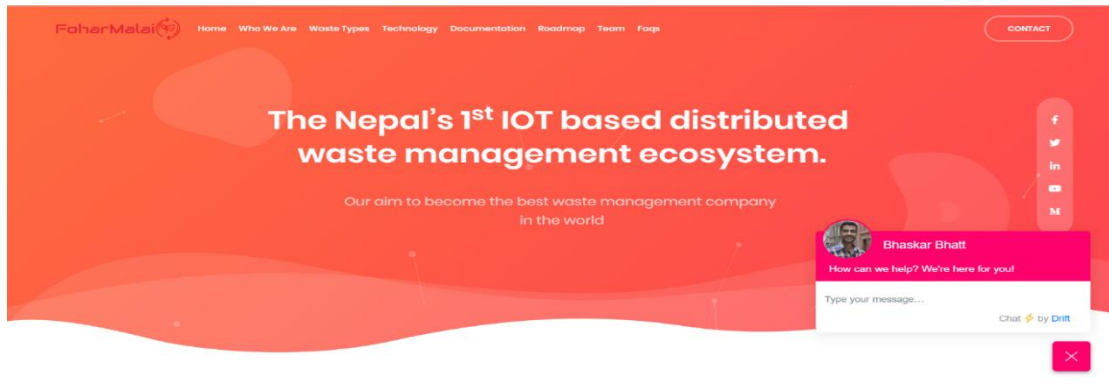 FoharMalai Home Who We Are Waste Types Technology Documentation Roadmap Team Faqs CONTACT
The Nepal's 1st IOT based distributed
waste management ecosystem.
Our aim to become the best waste management company
in the world
Bhaskar Bhatt
How can we help? We're here for you!
Type your message...
Chat ⚡ by Drift